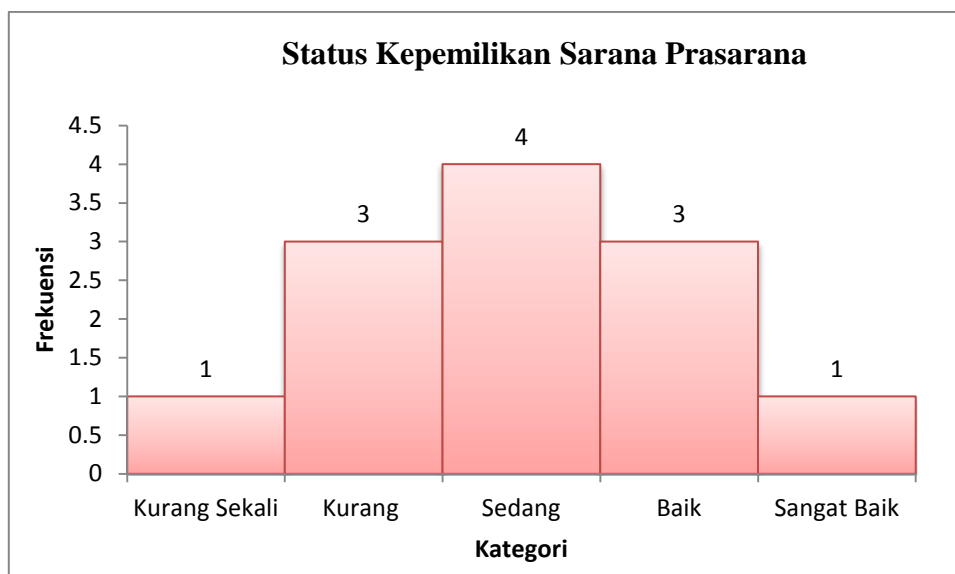 Status Kepemilikan Sarana Prasarana
4.5
4
3.5
3
2.5
2
1.5
1
0.5
0
Frekuensi
1
3
4
3
1
Kurang Sekali
Kurang
Sedang
Baik
Sangat Baik
Kategori